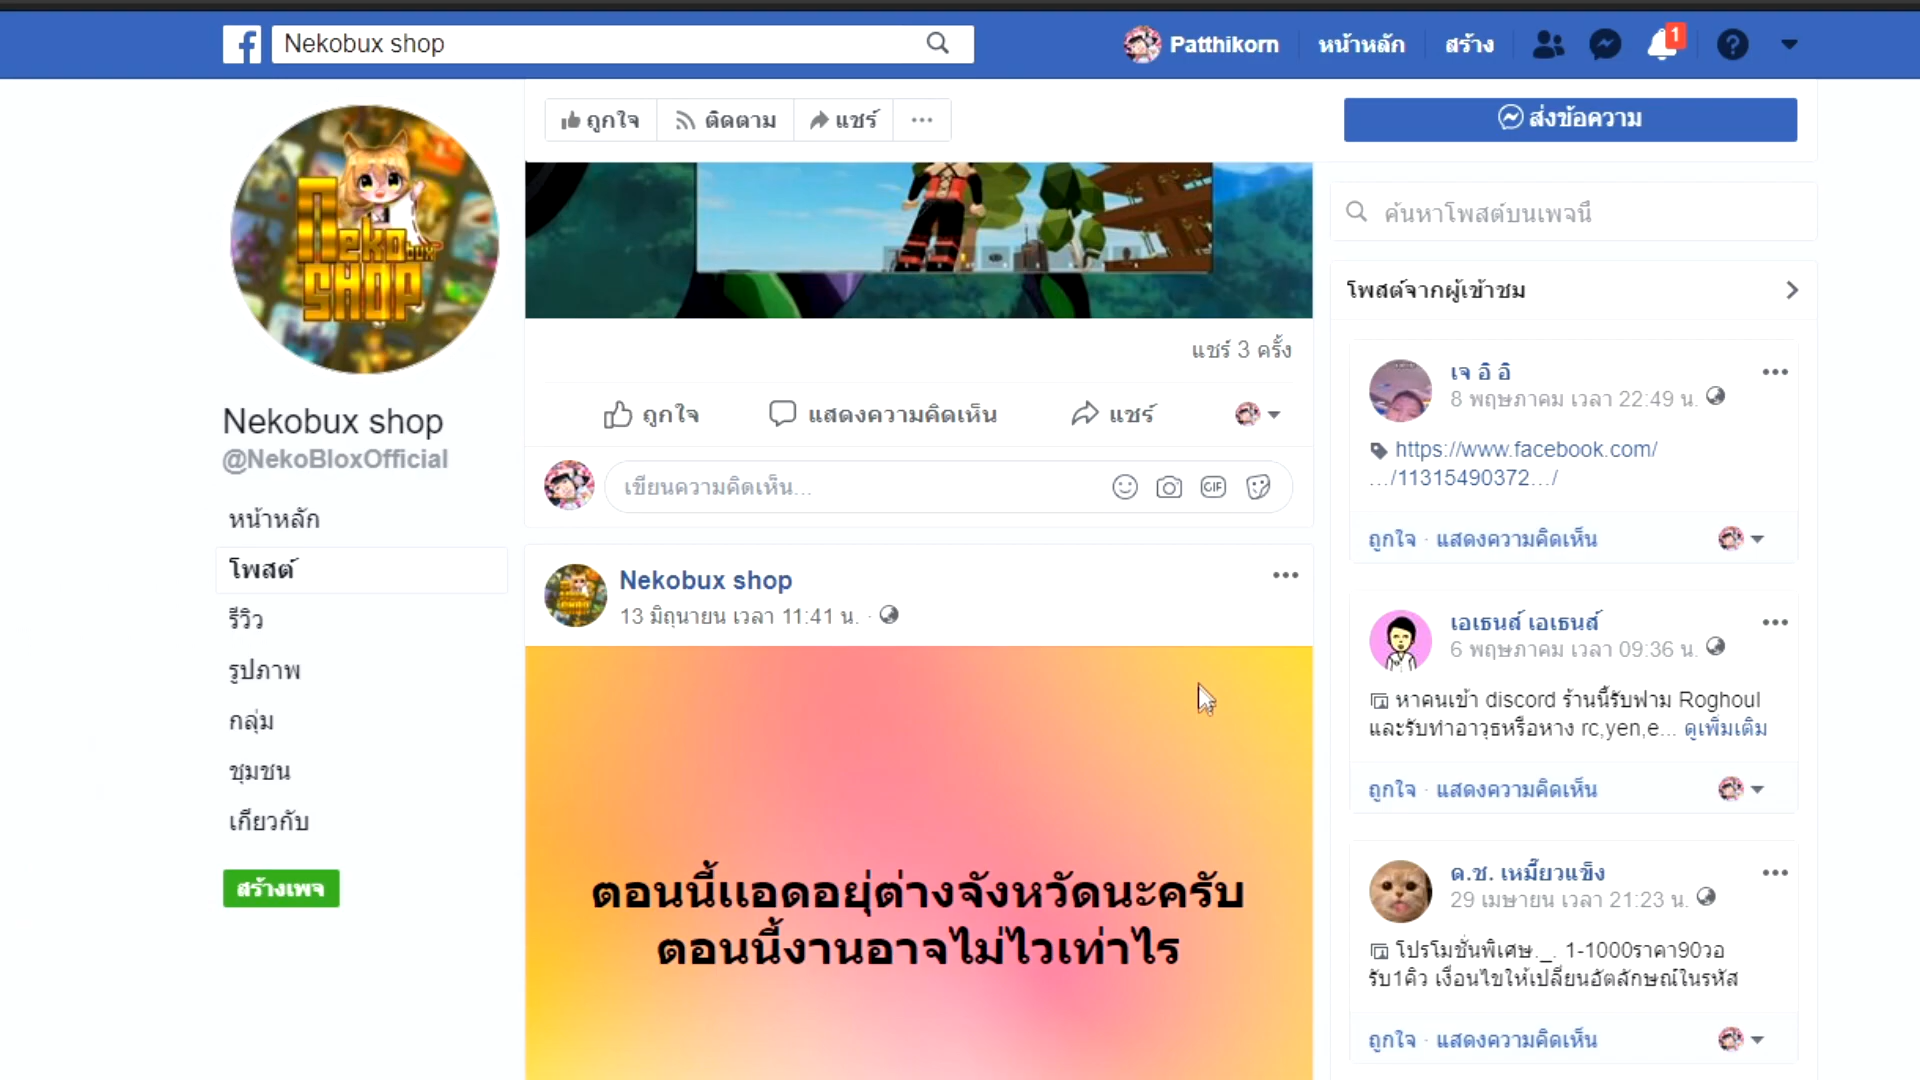 Nekobux shop
Patthikorn
หน้าหลัก
สร้าง
1
ถูกใจ
ติดตาม
แชร์
ส่งข้อความ
Neko bux
SHOP
Nekobux shop
@NekoBloxOfficial
หน้าหลัก
โพสต์
รีวิว
รูปภาพ
กลุ่ม
ชุมชน
เกี่ยวกับ
สร้างเพจ
แชร์ 3 ครั้ง
ถูกใจ
แสดงความคิดเห็น
แชร์
เขียนความคิดเห็น...
GIF
Nekobux shop
13 มิถุนายน เวลา 11:41 น. ·
ตอนนี้แอดอยุ่ต่างจังหวัดนะครับ
ตอนนี้งานอาจไม่ไวเท่าไร
ค้นหาโพสต์บนเพจนี้
โพสต์จากผู้เข้าชม
เจ อิ อิ
8 พฤษภาคม เวลา 22:49 น.
https://www.facebook.com/
…/11315490372…/
ถูกใจ · แสดงความคิดเห็น
เอเธนส์ เอเธนส์
6 พฤษภาคม เวลา 09:36 น.
หาคนเข้า discord ร้านนี้รับฟาม Roghoul
และรับทำอาวุธหรือหาง rc,yen,e... ดูเพิ่มเติม
ถูกใจ · แสดงความคิดเห็น
ด.ช. เหมี๊ยวแข็ง
29 เมษายน เวลา 21:23 น.
โปรโมชั่นพิเศษ._. 1-1000ราคา90วอ
รับ1คิว เงื่อนไขให้เปลี่ยนอัตลักษณ์ในรหัส
ถูกใจ · แสดงความคิดเห็น